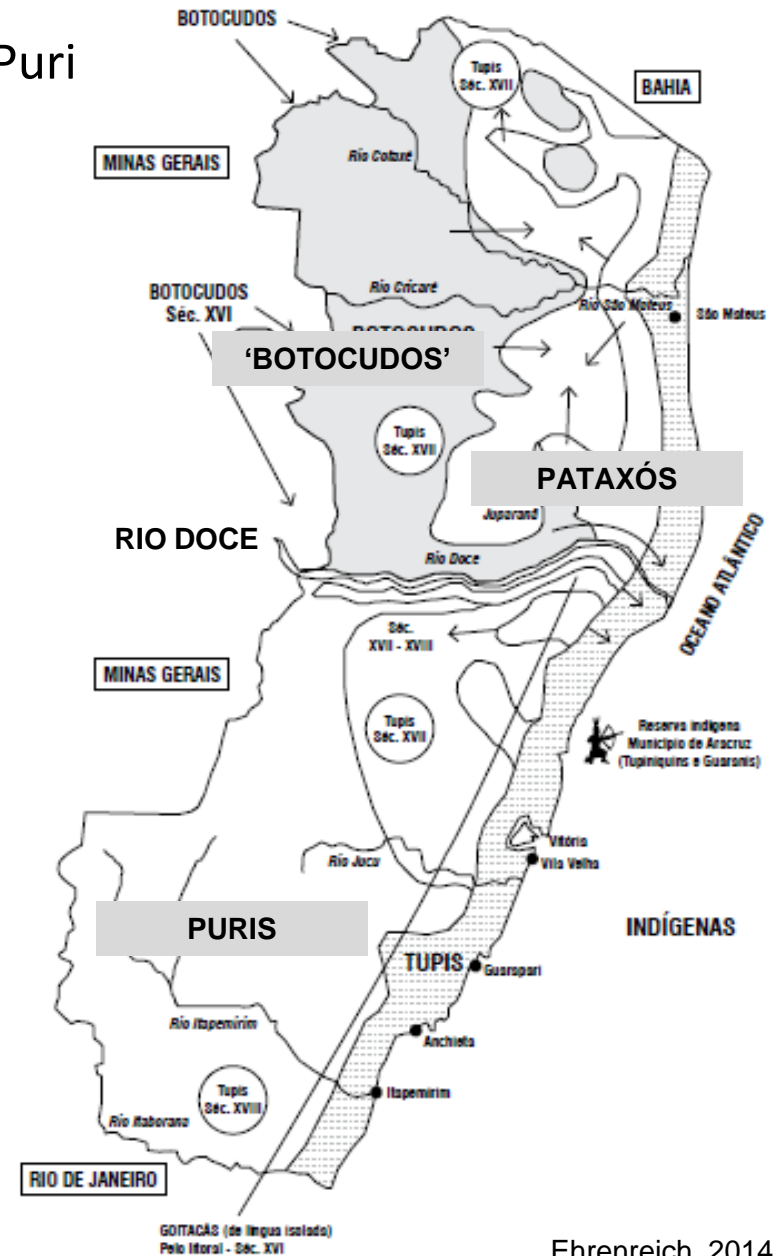 Puri
BOTOCUDOS
Tupis
Séc. XVII
BAHIA
MINAS GERAIS
Rio Cotaxé
Rio Cricaré
BOTOCUDOS
Séc. XVI
Rio São Mateus
São Mateus
BOTOCUDOS
‘BOTOCUDOS’
Tupis
Séc. XVII
PATAXÓS
Juparanã
RIO DOCE
Rio Doce
OCEANO ATLÂNTICO
Séc.
XVII - XVIII
MINAS GERAIS
Tupis
Séc. XVII
Reserva indígena
Município de Aracruz
(Tupiniquins e Guaranis)
Vitória
Vila Velha
Rio Jucu
PURIS
INDÍGENAS
TUPIS
Guarapari
Rio Itapemirim
Anchieta
Tupis
Séc. XVIII
Itapemirim
RIO DE JANEIRO
GOITACÁS (de língua isolada)
Pelo litoral - Séc. XVI
Ehrenreich, 2014